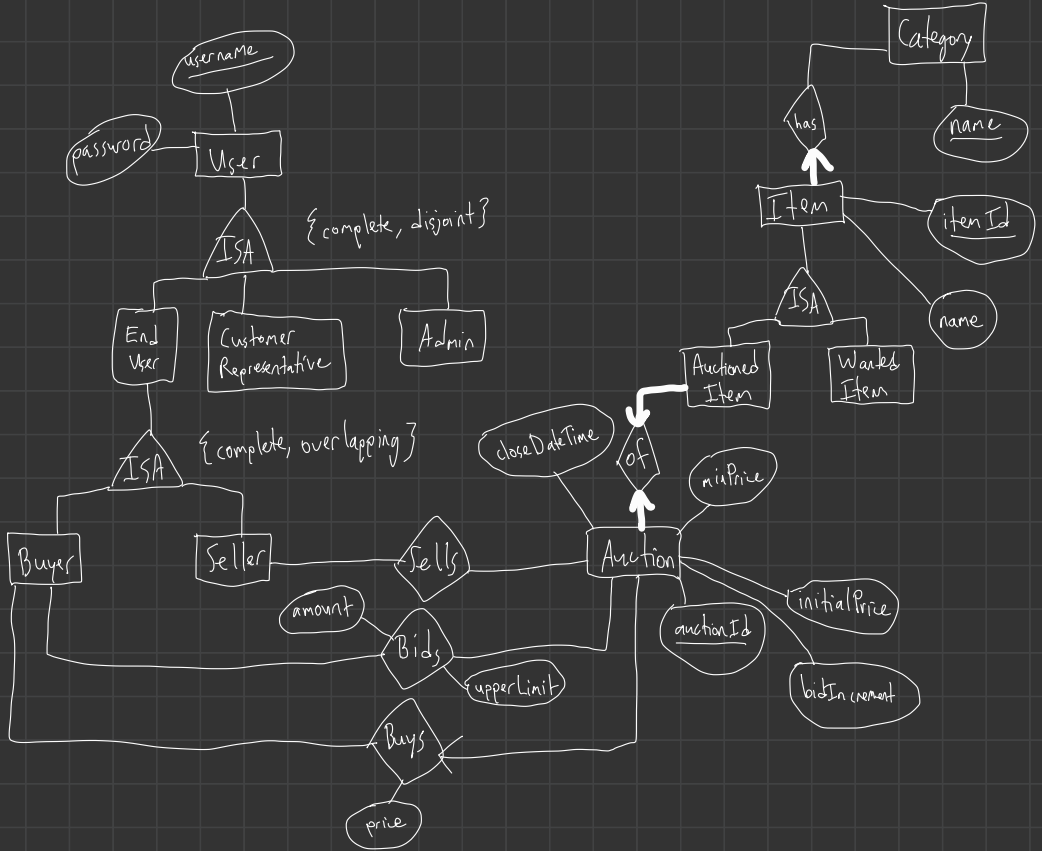 Category
username
has
name
password
User
Item
itemId
{complete, disjoint}
ISA
ISA
name
End
User
Customer
Representative
Admin
Auctioned
Item
Wanted
Item
closeDateTime
{complete, overlapping}
ISA
of
minPrice
Buyer
Seller
Sells
Auction
amount
initialPrice
Bids
auctionId
upperLimit
bidIncrement
Buys
price